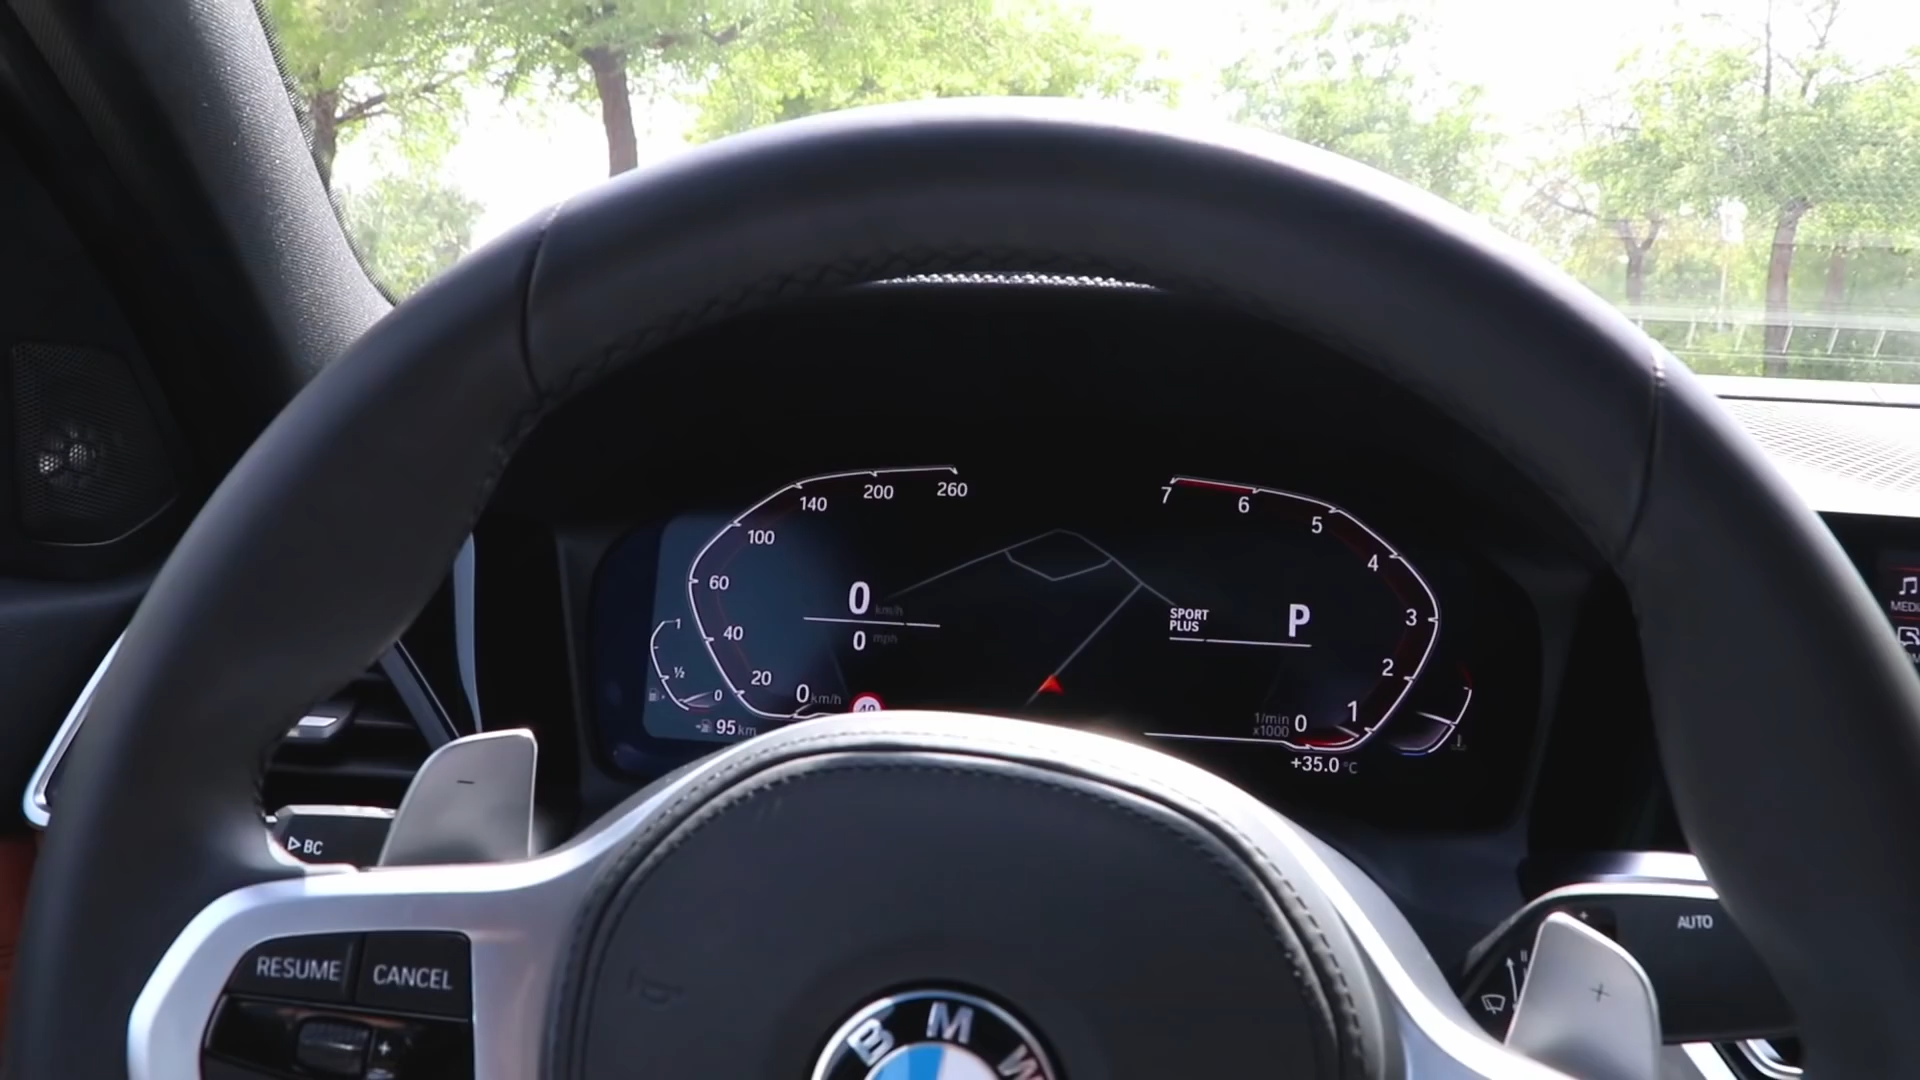 260
200
140
100
60
40
20
0 km/h
0 km/h
0 mph
1
½
0
95 km
40
7
6
5
4
3
2
1
0
1/min
x1000
SPORT
PLUS
P
+35.0 °C
BC
−
RESUME
CANCEL
+
BMW
AUTO
+
MEDI